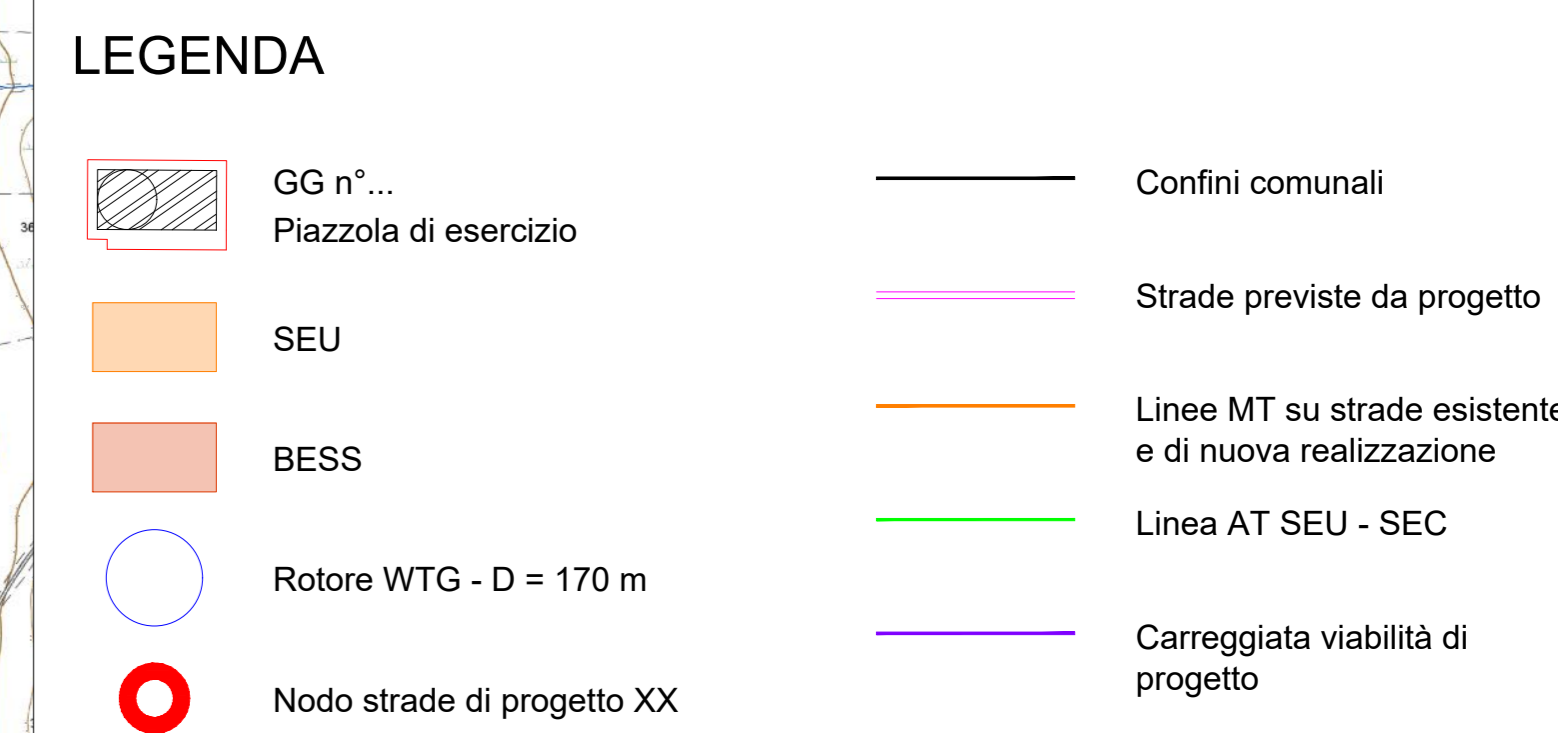 LEGENDA
GG n°...
Piazzola di esercizio
SEU
BESS
Rotore WTG - D = 170 m
Nodo strade di progetto XX
Confini comunali
Strade previste da progetto
Linee MT su strade esistente
e di nuova realizzazione
Linea AT SEU - SEC
Carreggiata viabilità di
progetto